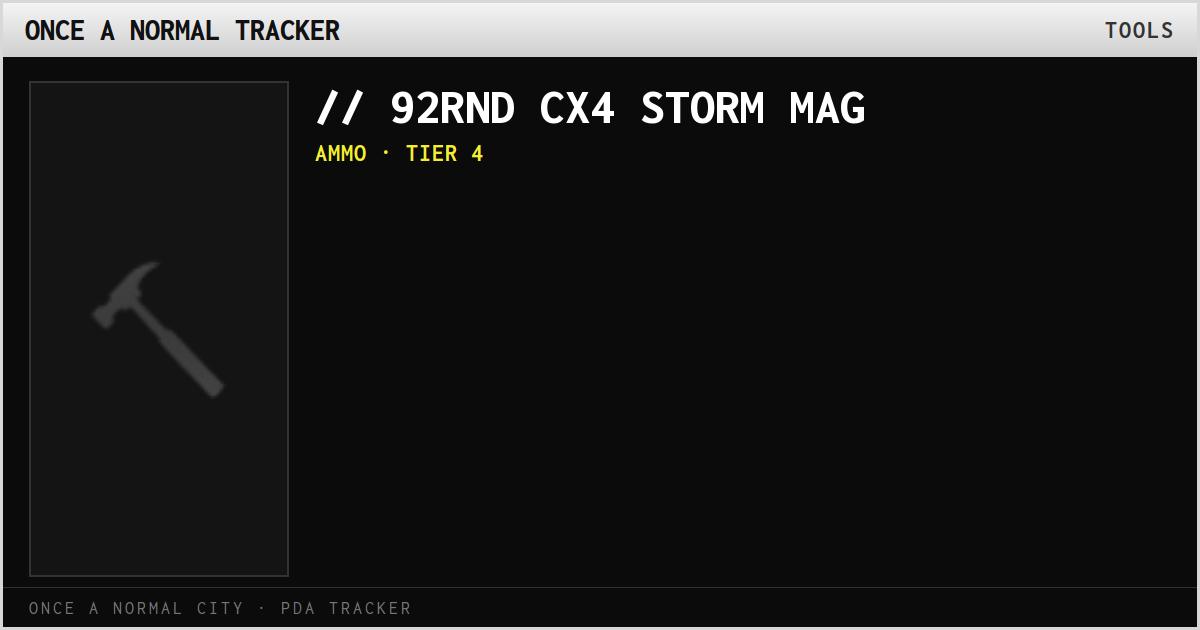 ONCE A NORMAL TRACKER
TOOLS
// 92RND CX4 STORM MAG
AMMO · TIER 4
ONCE A NORMAL CITY · PDA TRACKER